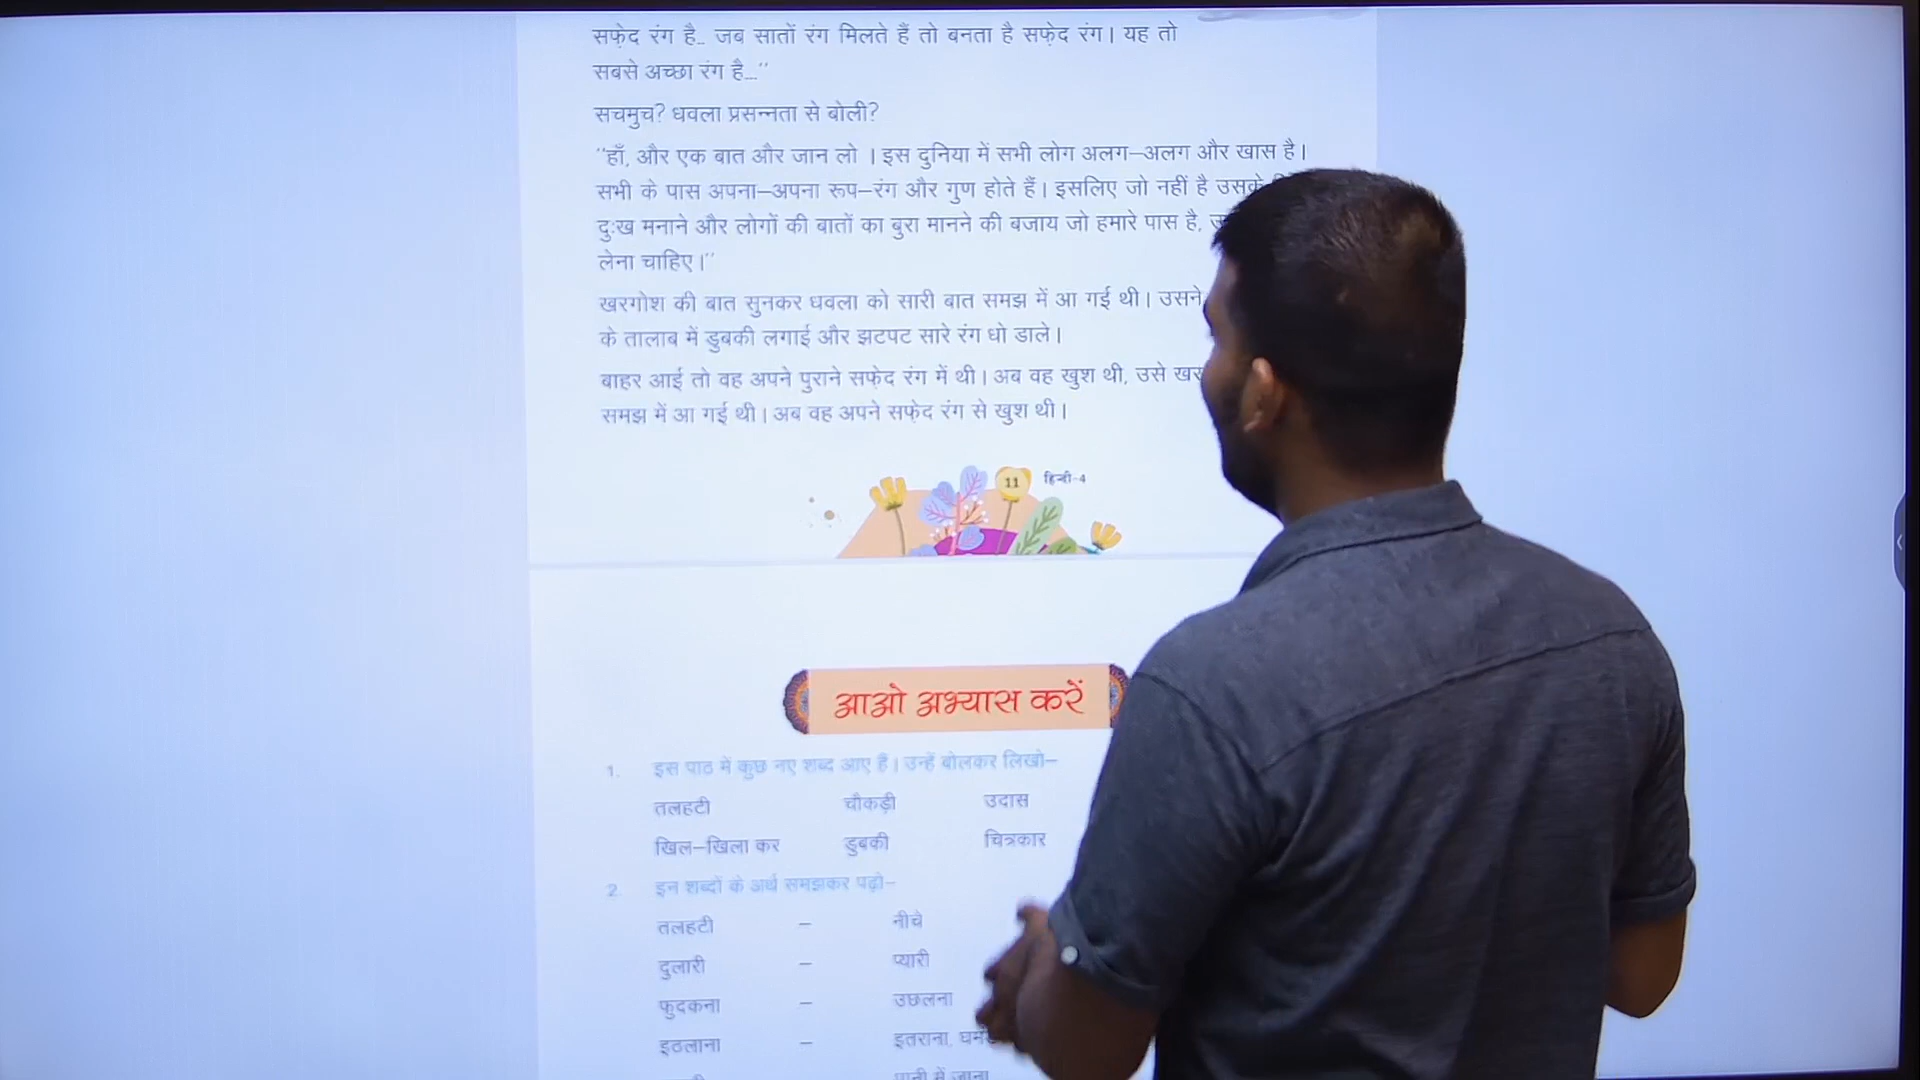 सफ़ेद रंग है... जब सातों रंग मिलते हैं तो बनता है सफ़ेद रंग। यह तो
सबसे अच्छा रंग है...”
सचमुच? धवला प्रसन्नता से बोली?
“हाँ, और एक बात और जान लो । इस दुनिया में सभी लोग अलग–अलग और खास है।
सभी के पास अपना–अपना रूप–रंग और गुण होते हैं। इसलिए जो नहीं है उसके
दुःख मनाने और लोगों की बातों का बुरा मानने की बजाय जो हमारे पास है,
लेना चाहिए।”
खरगोश की बात सुनकर धवला को सारी बात समझ में आ गई थी। उसने
के तालाब में डुबकी लगाई और झटपट सारे रंग धो डाले।
बाहर आई तो वह अपने पुराने सफ़ेद रंग में थी। अब वह खुश थी, उसे
समझ में आ गई थी। अब वह अपने सफ़ेद रंग से खुश थी।
11 हिन्दी-4
आओ अभ्यास करें
1. इस पाठ में कुछ नए शब्द आए हैं। उन्हें बोलकर लिखो–
तलहटी चौकड़ी उदास
खिल–खिला कर डुबकी चित्रकार
2 इन शब्दों के अर्थ समझकर पढ़ो–
तलहटी – नीचे
दुलारी – प्यारी
फुदकना – उछलना
इठलाना – इतराना,
पानी में जाना